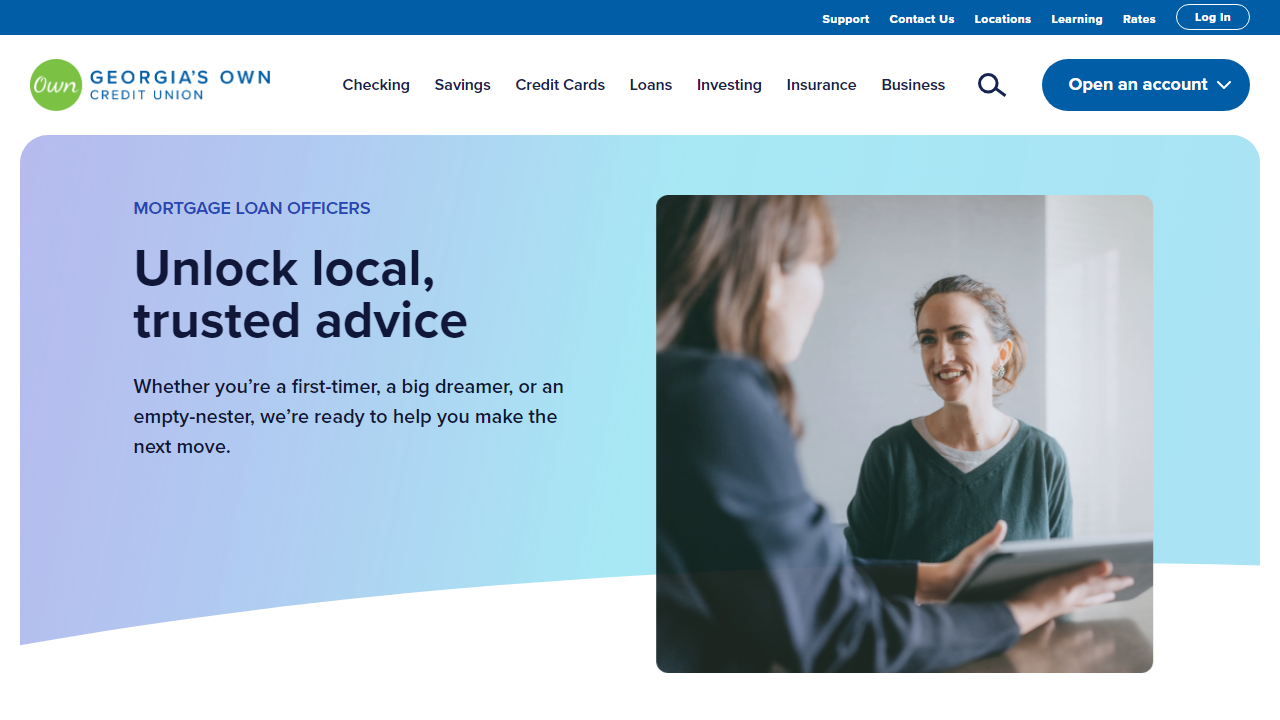 Support Contact Us Locations Learning Rates Log In
Own GEORGIA'S OWN
CREDIT UNION
Checking Savings Credit Cards Loans Investing Insurance Business Open an account
MORTGAGE LOAN OFFICERS
Unlock local,
trusted advice
Whether you’re a first-timer, a big dreamer, or an
empty-nester, we’re ready to help you make the
next move.